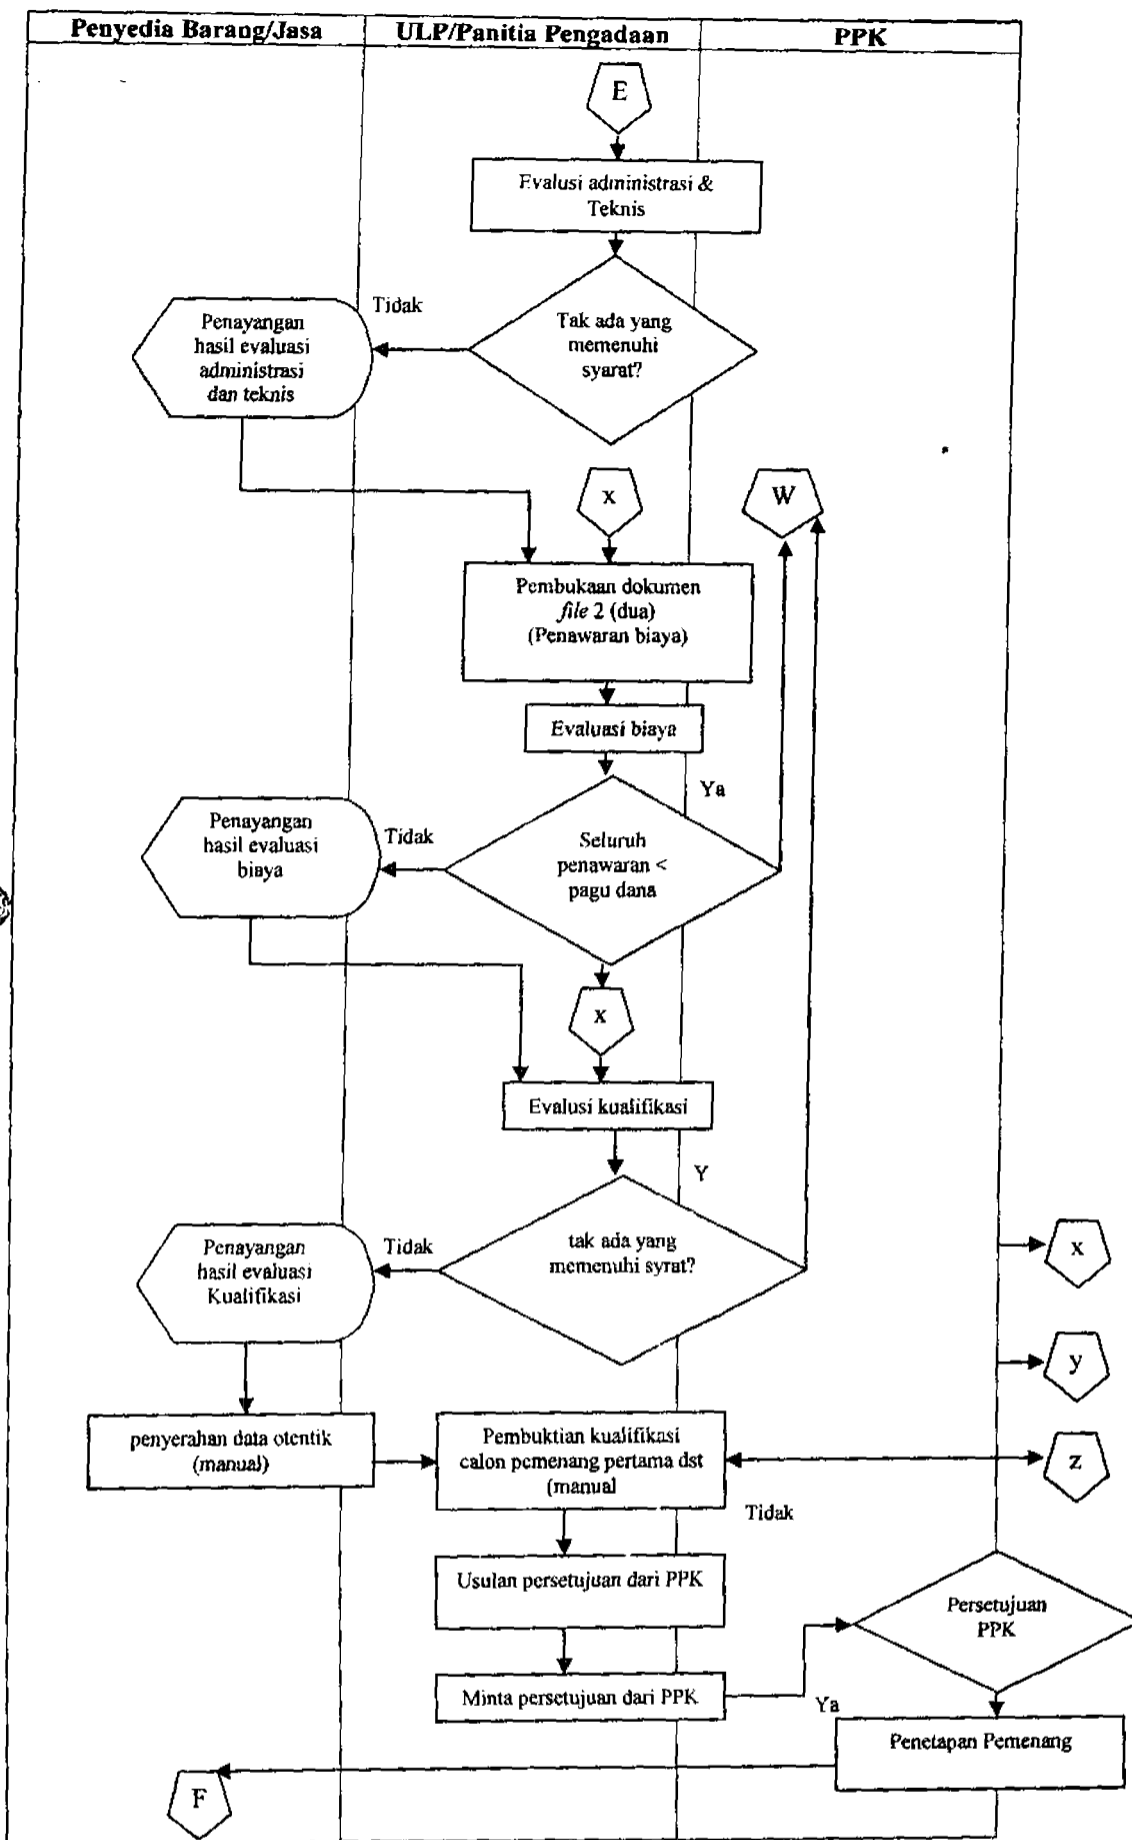 Penyedia Barang/Jasa
ULP/Panitia Pengadaan
PPK
E
Evalusi administrasi &
Teknis
Tak ada yang
memenuhi
syarat?
Tidak
Penayangan
hasil evaluasi
administrasi
dan teknis
x
W
Pembukaan dokumen
file 2 (dua)
(Penawaran biaya)
Evaluasi biaya
Ya
Seluruh
penawaran <
pagu dana
Tidak
Penayangan
hasil evaluasi
biaya
x
Evalusi kualifikasi
Y
tak ada yang
memenuhi syrat?
Tidak
Penayangan
hasil evaluasi
Kualifikasi
x
y
penyerahan data otentik
(manual)
Pembuktian kualifikasi
calon pemenang pertama dst
(manual
z
Tidak
Usulan persetujuan dari PPK
Persetujuan
PPK
Minta persetujuan dari PPK
Ya
Penetapan Pemenang
F